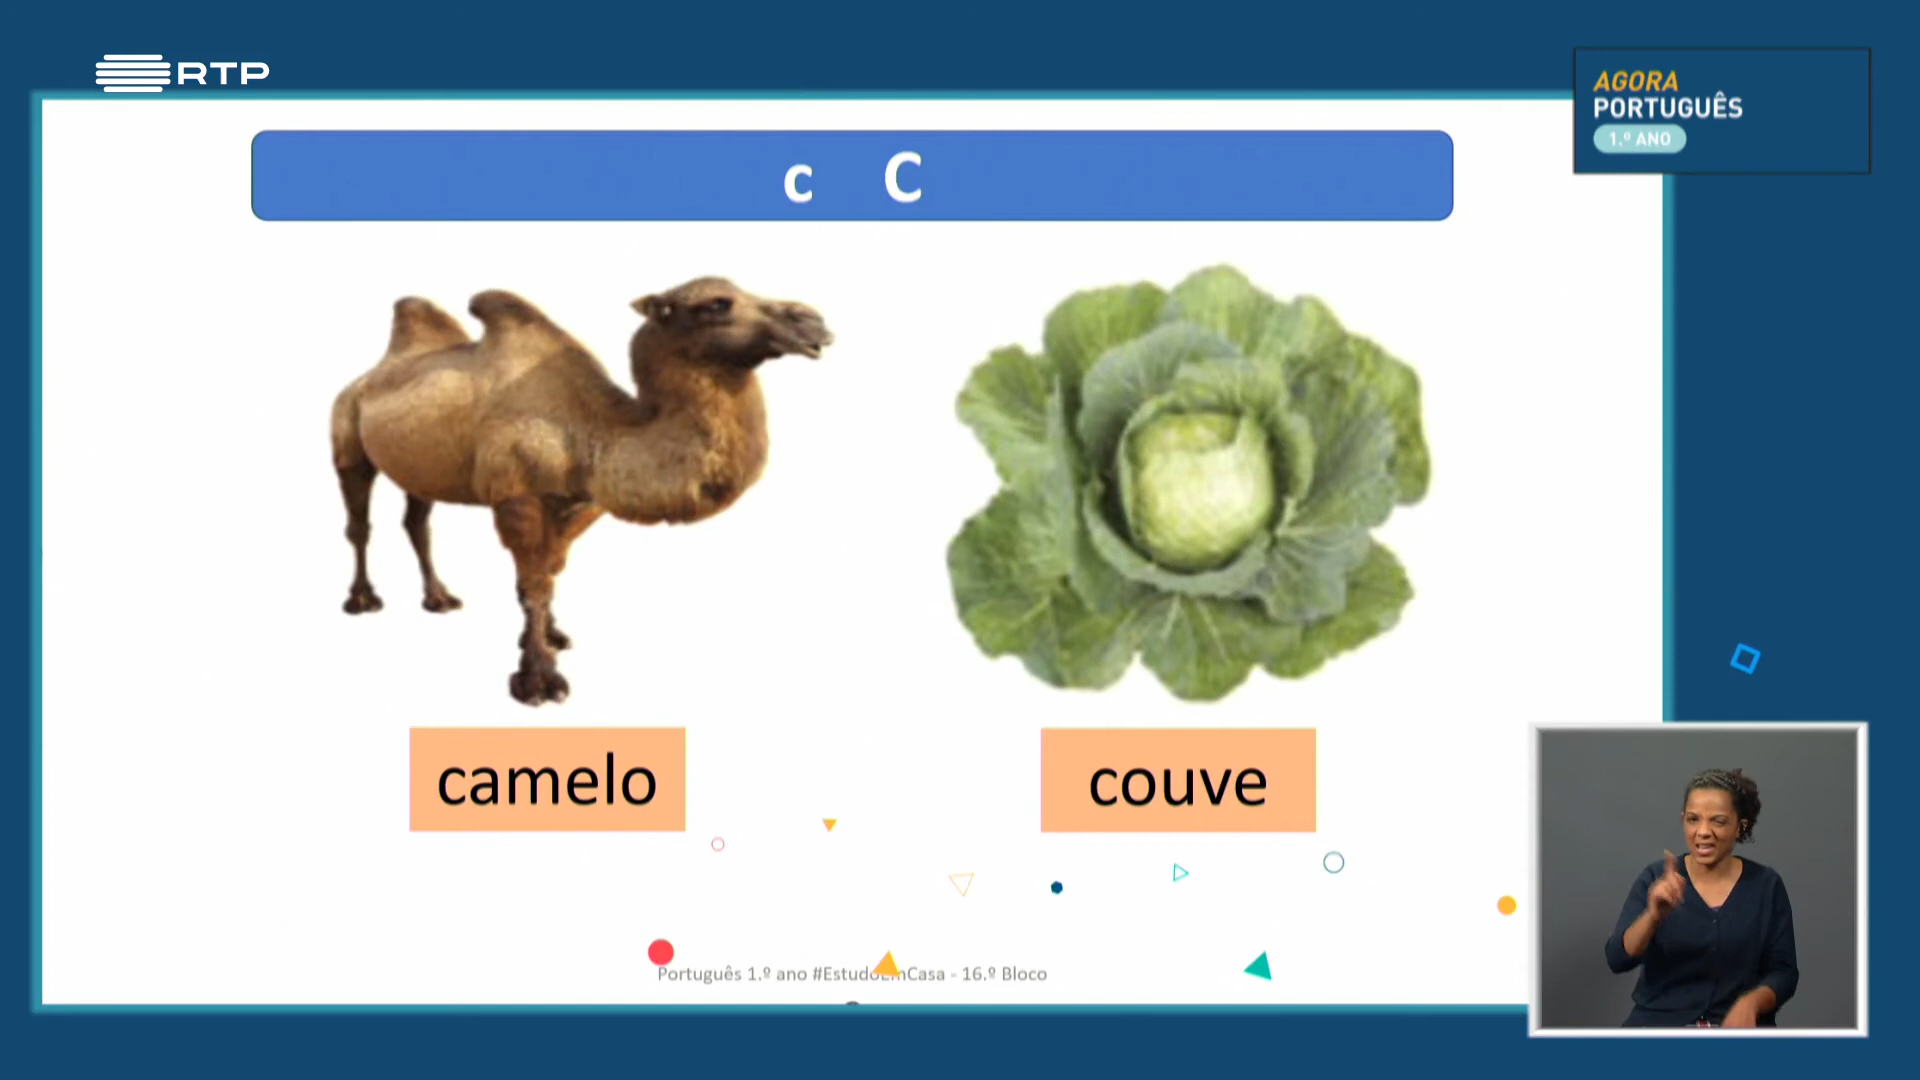 RTP
AGORA
PORTUGUÊS
1.º ANO
c C
camelo
couve
Português 1.º ano #EstudoEmCasa - 16.º Bloco